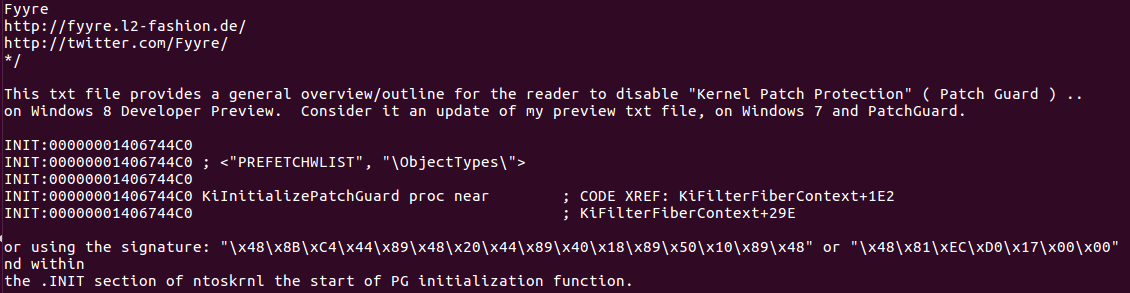 Fyyre
http://fyyre.l2-fashion.de/
http://twitter.com/Fyyre/
*/
This txt file provides a general overview/outline for the reader to disable "Kernel Patch Protection" ( Patch Guard ) ..
on Windows 8 Developer Preview.  Consider it an update of my preview txt file, on Windows 7 and PatchGuard.
INIT:00000001406744C0
INIT:00000001406744C0 ; <"PREFETCHWLIST", "\ObjectTypes\">
INIT:00000001406744C0
INIT:00000001406744C0 KiInitializePatchGuard proc near         ; CODE XREF: KiFilterFiberContext+1E2
INIT:00000001406744C0                                          ; KiFilterFiberContext+29E
or using the signature: "\x48\x8B\xC4\x44\x89\x48\x20\x44\x89\x40\x18\x89\x50\x10\x89\x48" or "\x48\x81\xEC\xD0\x17\x00\x00"
nd within
the .INIT section of ntoskrnl the start of PG initialization function.